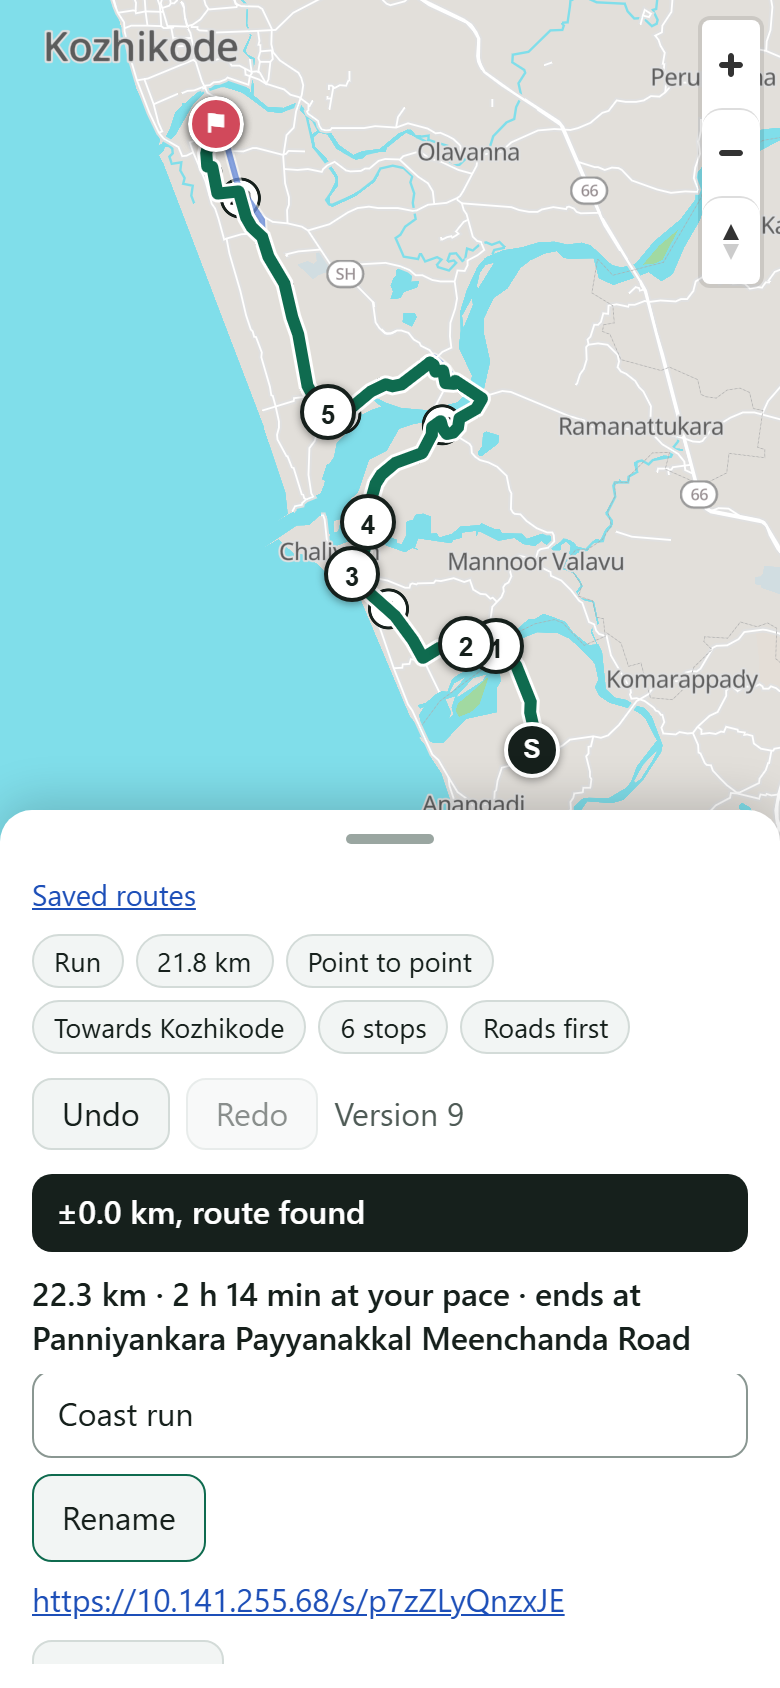 Kozhikode
Olavanna
66
SH
5
Ramanattukara
66
4
3
Mannoor Valavu
2
1
Komarappady
S
Anangadi
Saved routes
Run
21.8 km
Point to point
Towards Kozhikode
6 stops
Roads first
Undo
Redo
Version 9
±0.0 km, route found
22.3 km · 2 h 14 min at your pace · ends at
Panniyankara Payyanakkal Meenchanda Road
Coast run
Rename
https://10.141.255.68/s/p7zZLyQnzxJE